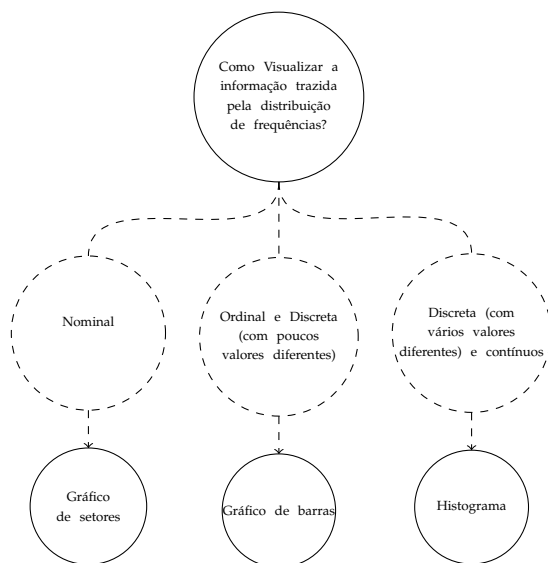 Como Visualizar a
informação trazida
pela distribuição
de frequências?
Nominal
Ordinal e Discreta
(com poucos
valores diferentes)
Discreta (com
vários valores
diferentes) e contínuos
Gráfico
de setores
Gráfico de barras
Histograma